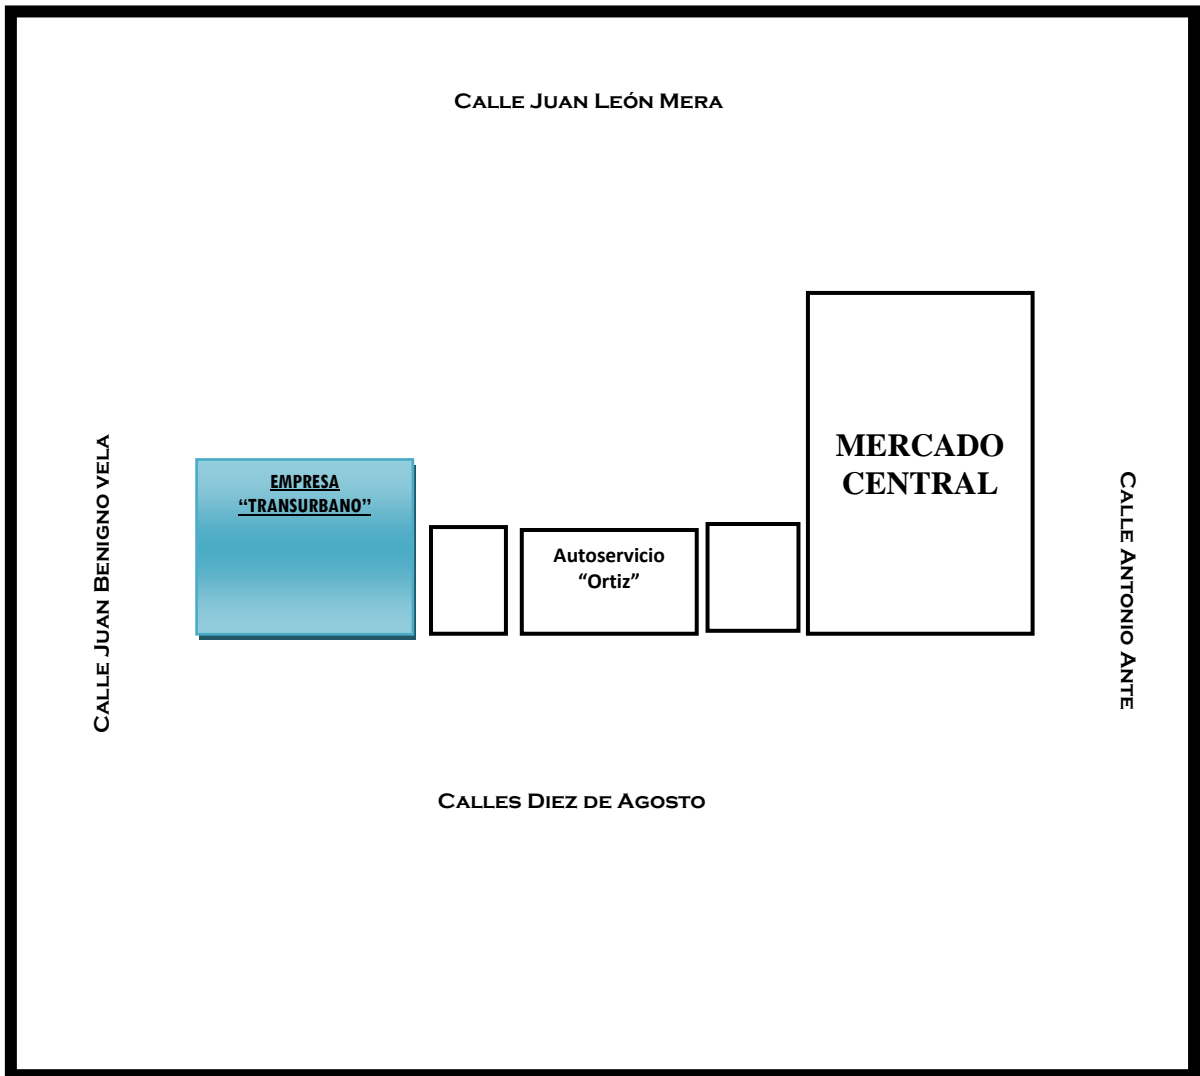 CALLE JUAN LEÓN MERA
MERCADO
CENTRAL
CALLE JUAN BENIGNO VELA
EMPRESA
“TRANSURBANO”
Autoservicio
“Ortiz”
CALLE ANTONIO ANTE
CALLES DIEZ DE AGOSTO